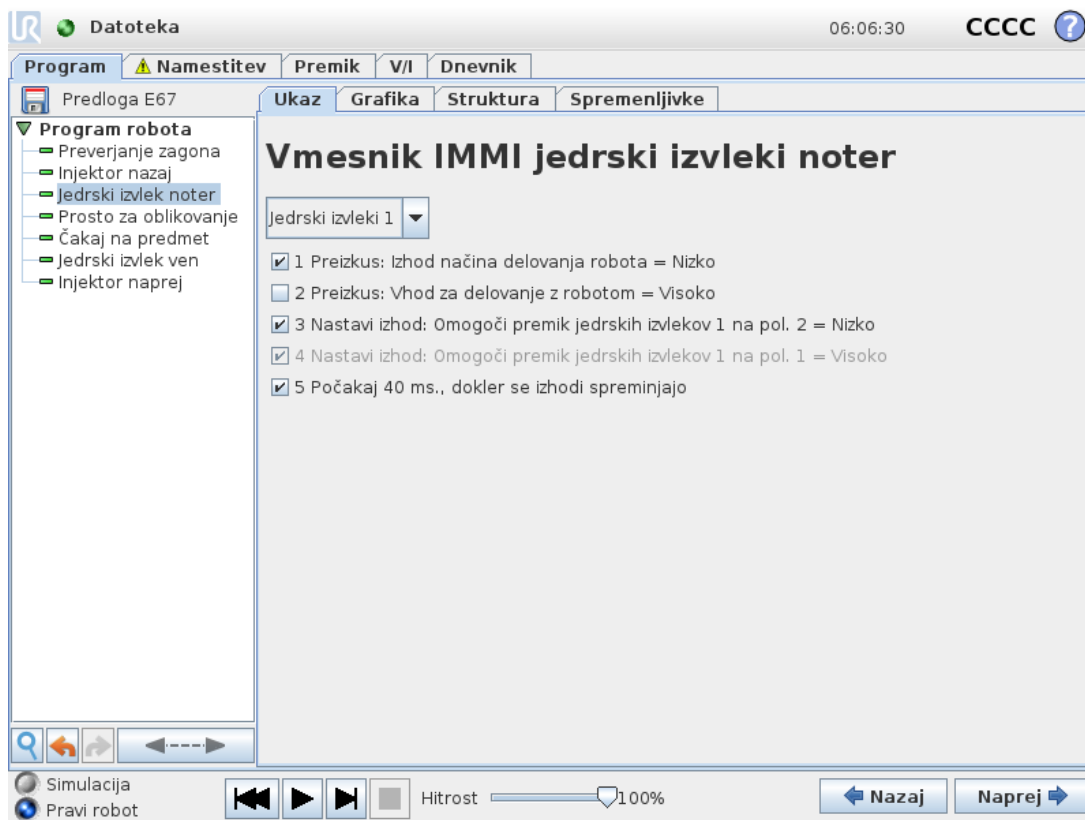 UR Datoteka 06:06:30 CCCC ?
Program Namestitev Premik V/I Dnevnik
Predloga E67
Ukaz Grafika Struktura Spremenljivke
Program robota
Preverjanje zagona
Injektor nazaj
Jedrski izvlek noter
Prosto za oblikovanje
Čakaj na predmet
Jedrski izvlek ven
Injektor naprej
Vmesnik IMMI jedrski izvleki noter
Jedrski izvleki 1
1 Preizkus: Izhod načina delovanja robota = Nizko
2 Preizkus: Vhod za delovanje z robotom = Visoko
3 Nastavi izhod: Omogoči premik jedrskih izvlekov 1 na pol. 2 = Nizko
4 Nastavi izhod: Omogoči premik jedrskih izvlekov 1 na pol. 1 = Visoko
5 Počakaj 40 ms., dokler se izhodi spreminjajo
Simulacija
Pravi robot
Hitrost 100%
Nazaj Naprej